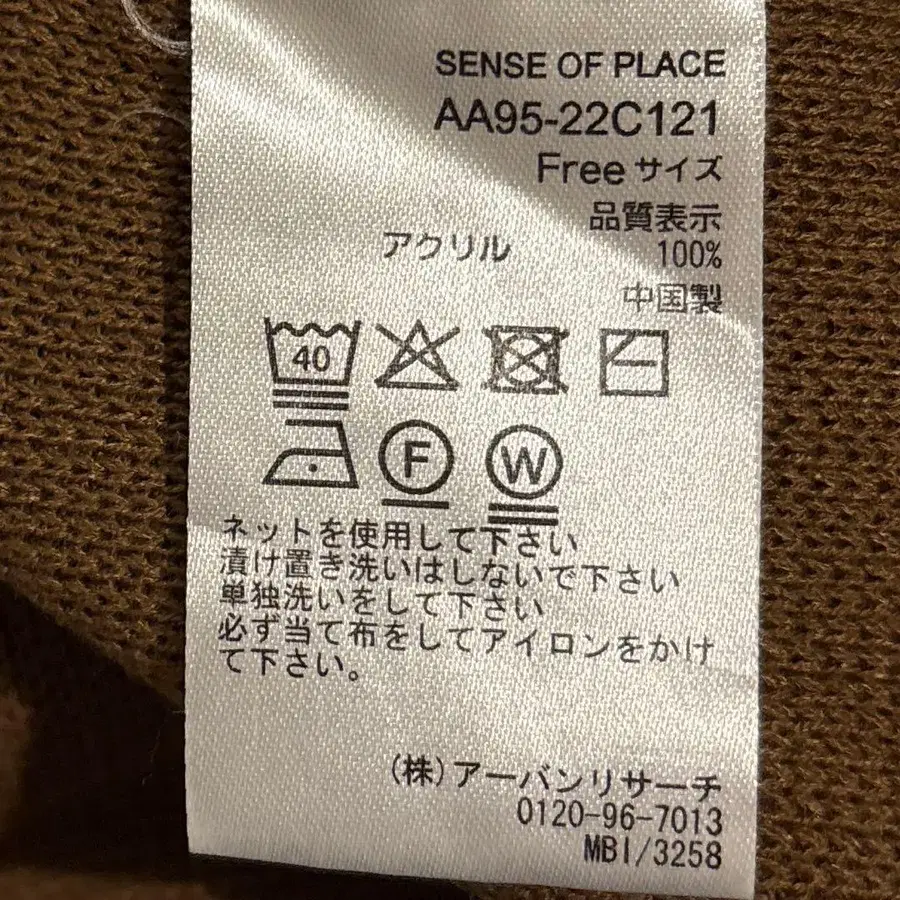 SENSE OF PLACE
AA95-22C121
Free サイズ
品質表示
アクリル 100%
中国製
40
F W
ネットを使用して下さい
漬け置き洗いはしないで下さい
単独洗いをして下さい
必ず当て布をしてアイロンをかけ
て下さい。
(株)アーバンリサーチ
0120-96-7013
MBI/3258